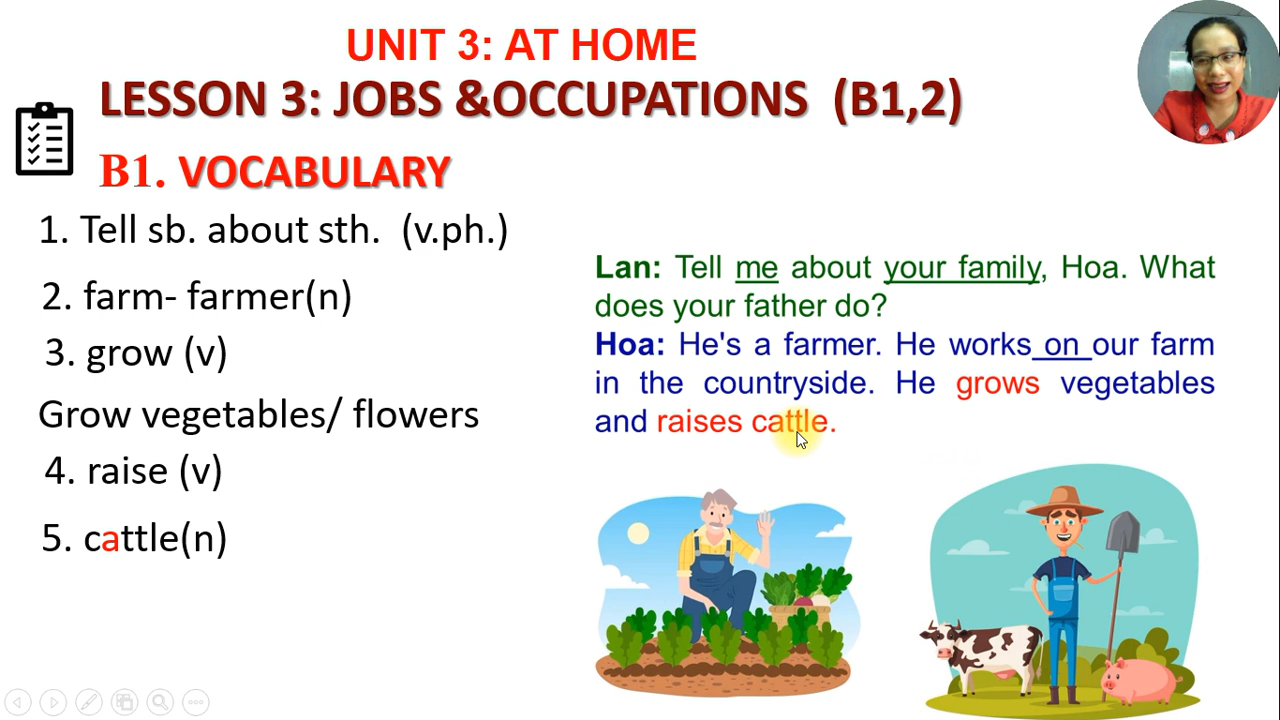 UNIT 3: AT HOME
LESSON 3: JOBS &OCCUPATIONS (B1,2)
B1. VOCABULARY
1. Tell sb. about sth. (v.ph.)
2. farm- farmer(n)
3. grow (v)
Grow vegetables/ flowers
4. raise (v)
5. cattle(n)
Lan: Tell me about your family, Hoa. What
does your father do?
Hoa: He's a farmer. He works on our farm
in the countryside. He grows vegetables
and raises cattle.